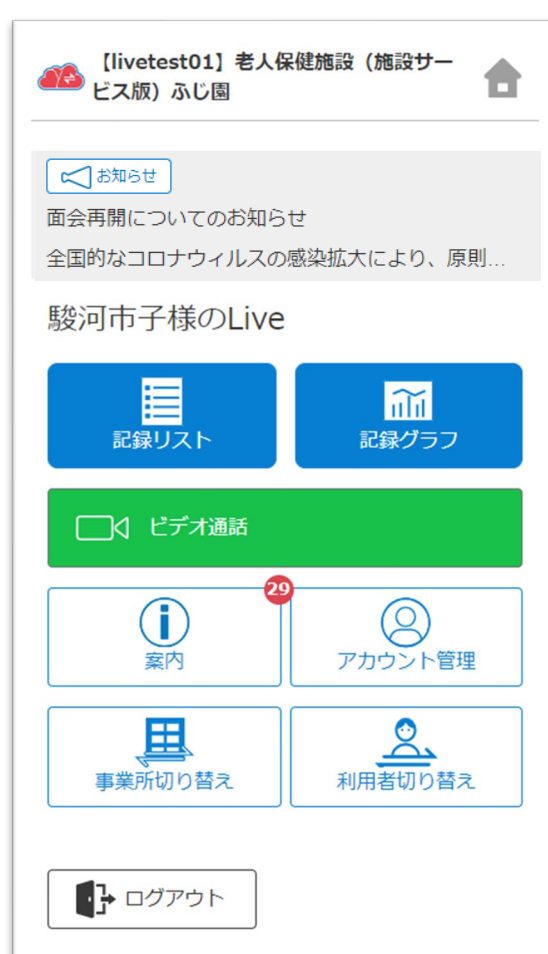 【livetest01】老人保健施設（施設サー
ビス版）ふじ園
お知らせ
面会再開についてのお知らせ
全国的なコロナウィルスの感染拡大により、原則...
駿河市子様のLive
記録リスト
記録グラフ
ビデオ通話
29
案内
アカウント管理
事業所切り替え
利用者切り替え
ログアウト